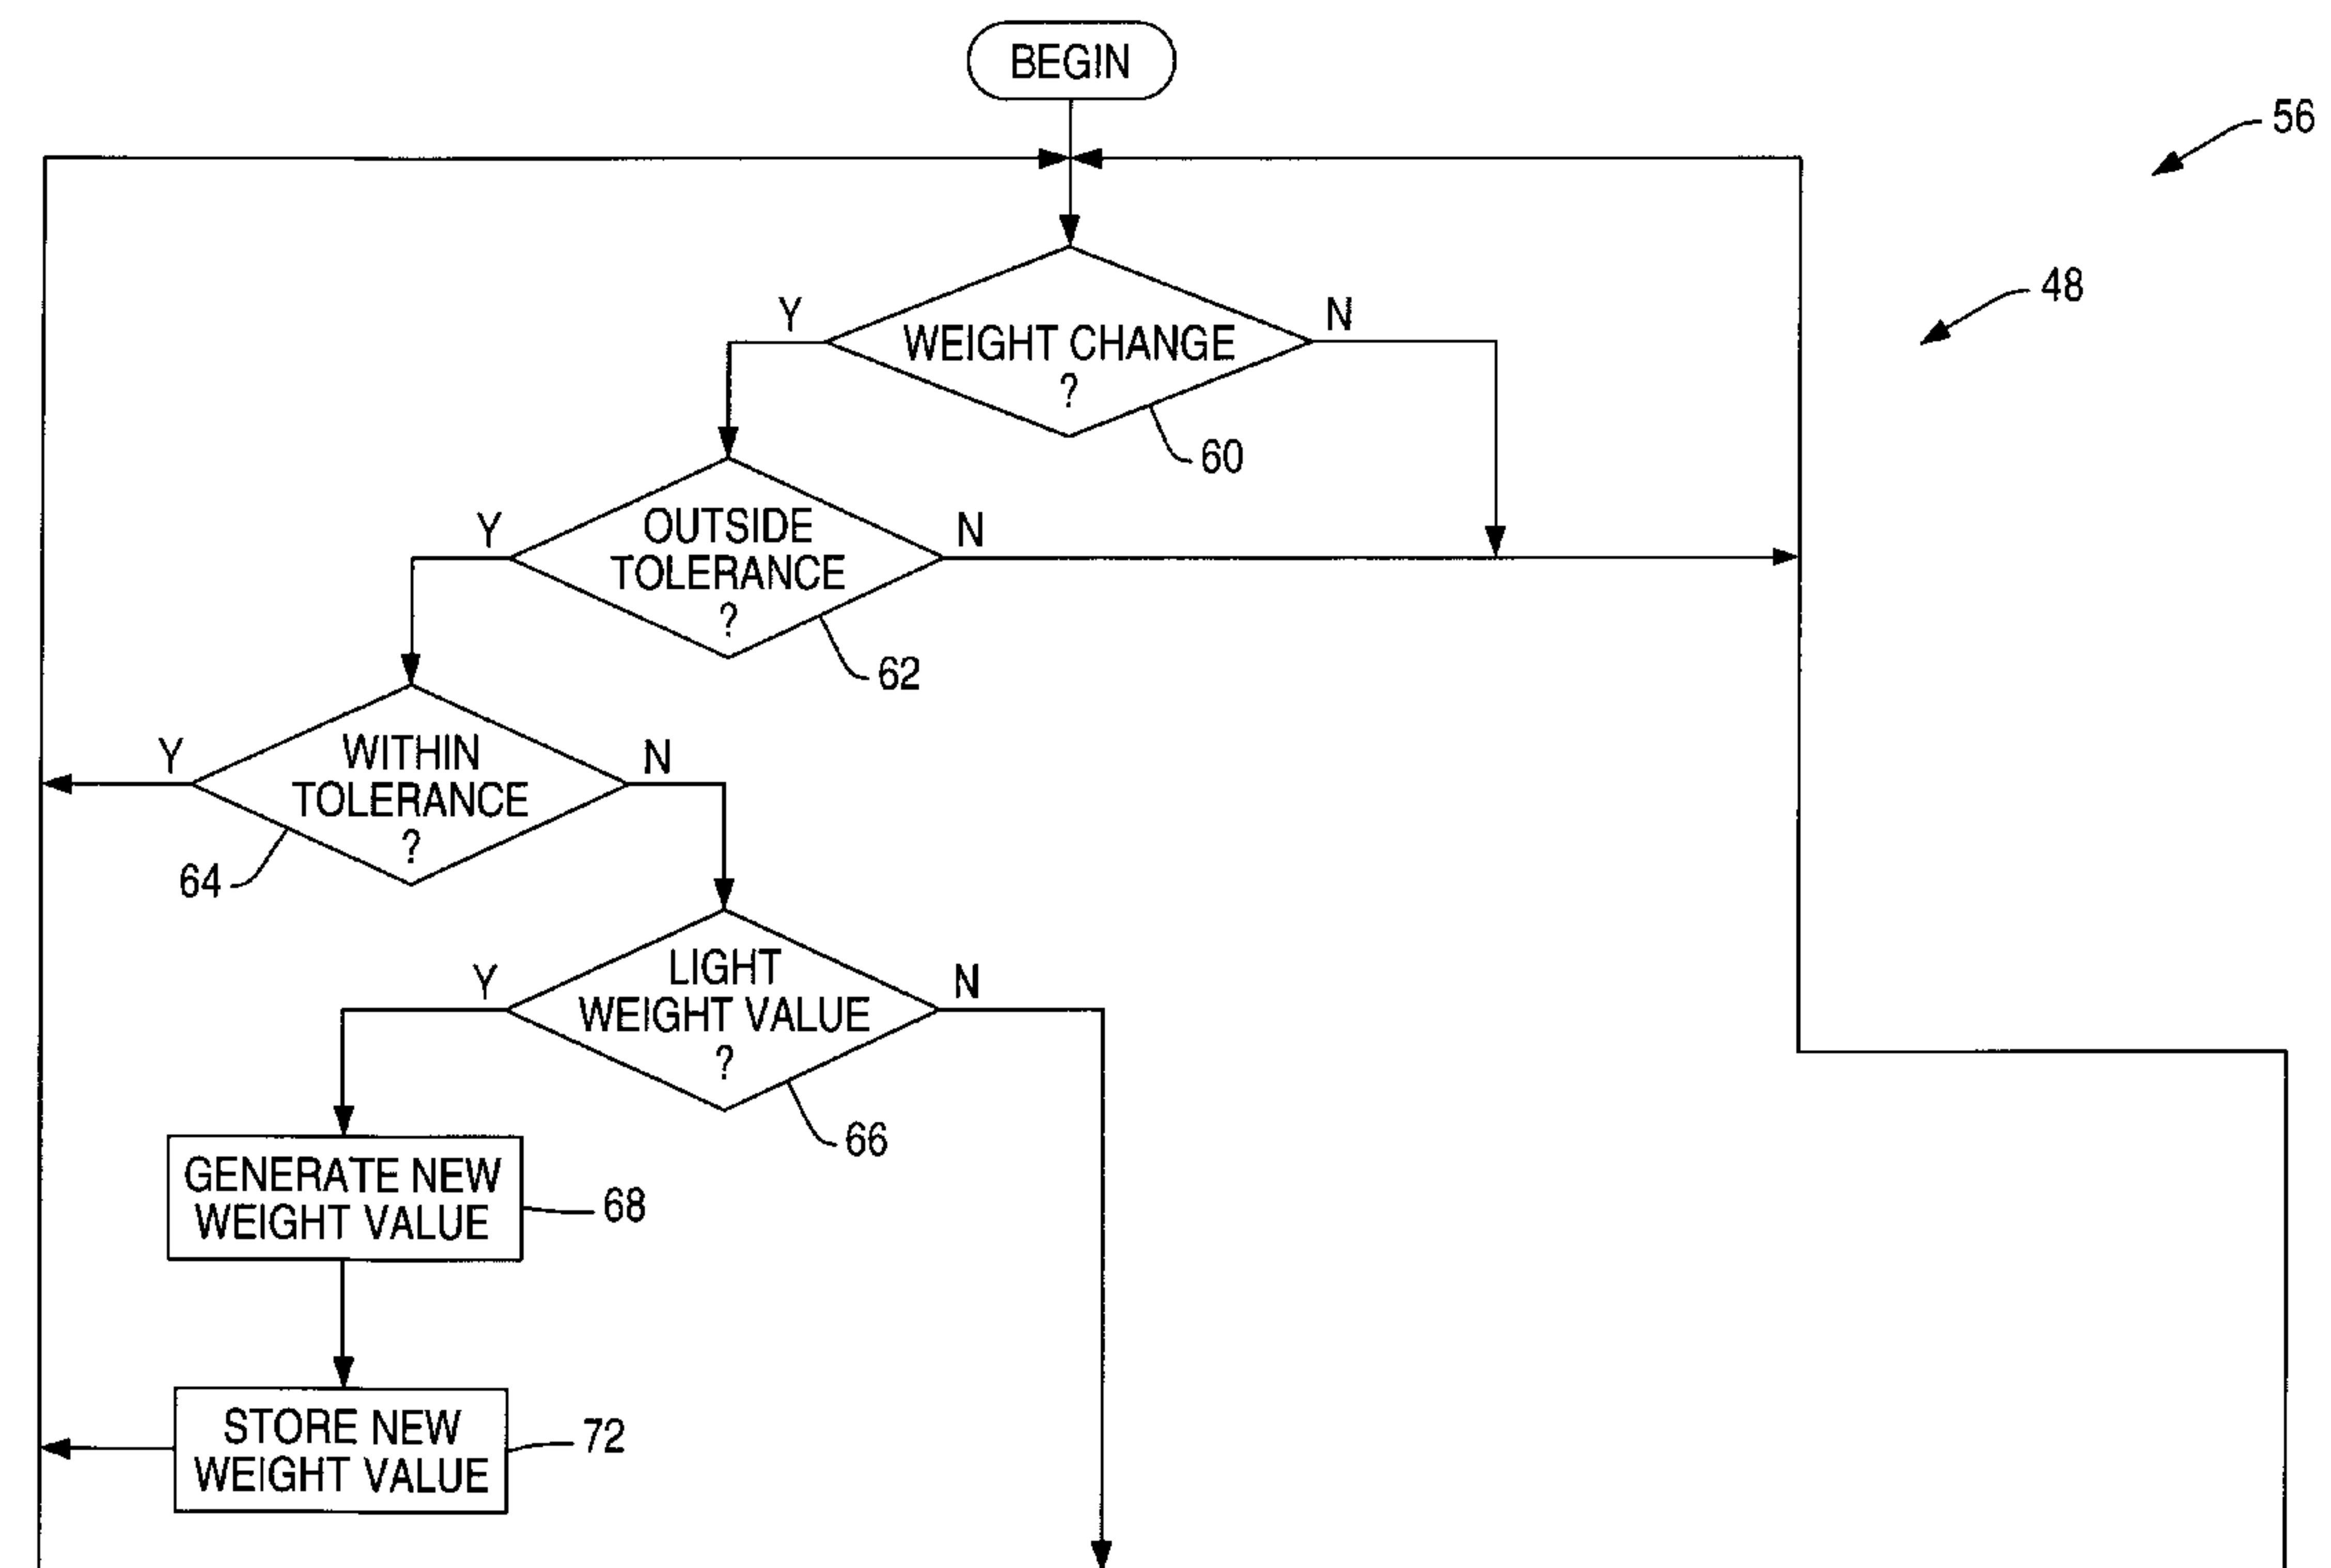 BEGIN
56
48
Y
N
WEIGHT CHANGE
?
60
Y
OUTSIDE
N
TOLERANCE
?
62
Y
WITHIN
N
TOLERANCE
?
64
Y
LIGHT
N
WEIGHT VALUE
?
66
GENERATE NEW
WEIGHT VALUE
68
STORE NEW
WEIGHT VALUE
72